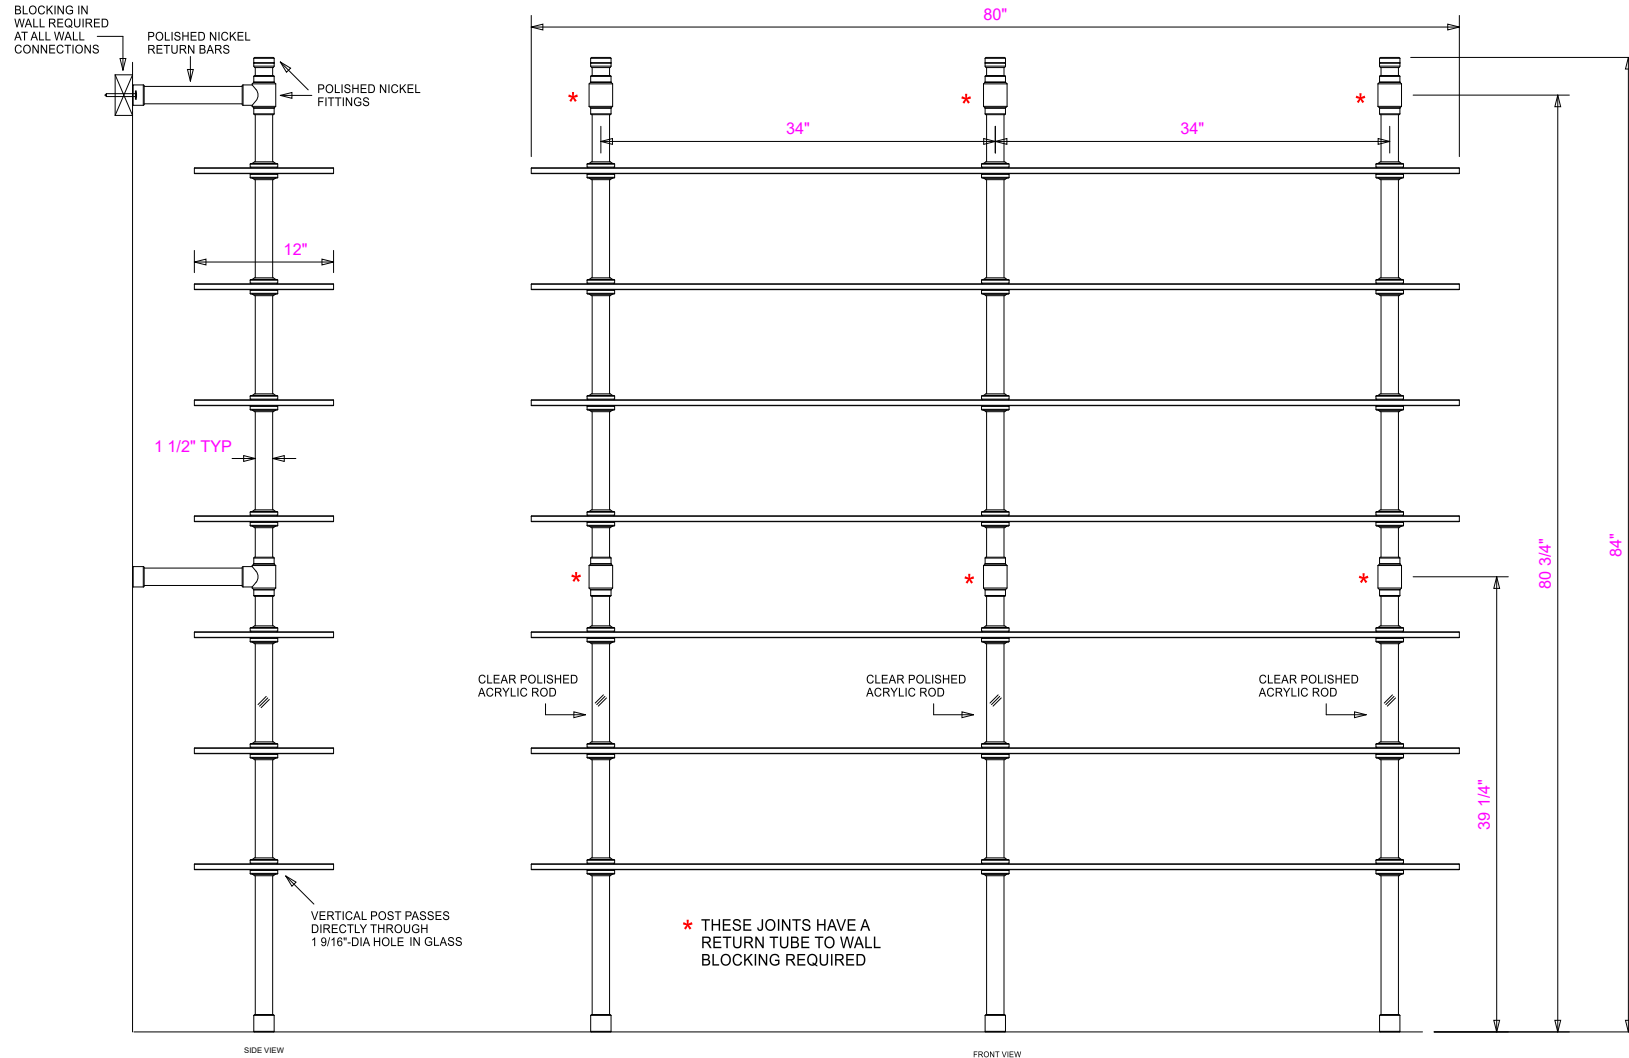 BLOCKING IN
WALL REQUIRED
AT ALL WALL
CONNECTIONS
POLISHED NICKEL
RETURN BARS
POLISHED NICKEL
FITTINGS
12"
1 1/2" TYP
VERTICAL POST PASSES
DIRECTLY THROUGH
1 9/16"-DIA HOLE IN GLASS
SIDE VIEW
80"
*
*
*
34"
34"
*
*
*
CLEAR POLISHED
ACRYLIC ROD
CLEAR POLISHED
ACRYLIC ROD
CLEAR POLISHED
ACRYLIC ROD
39 1/4"
80 3/4"
84"
* THESE JOINTS HAVE A
RETURN TUBE TO WALL
BLOCKING REQUIRED
FRONT VIEW